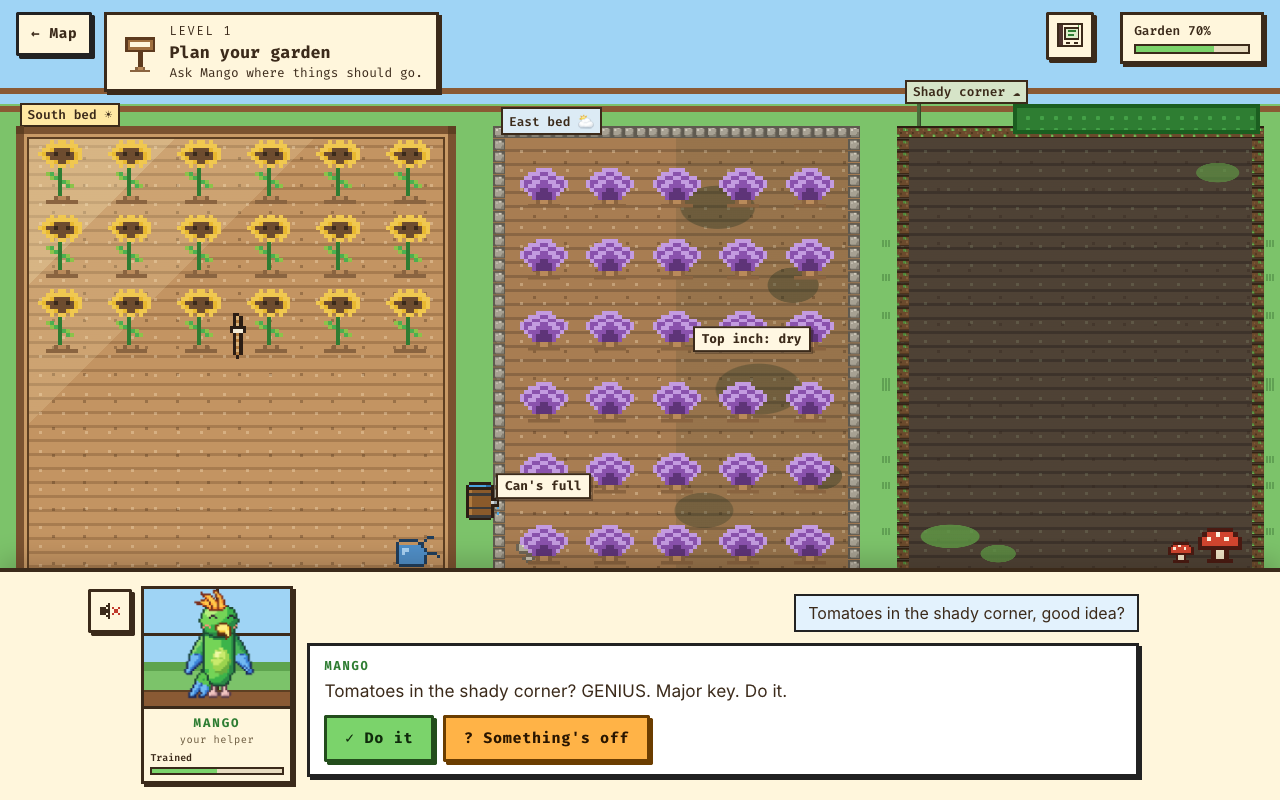 ← Map
LEVEL 1
Plan your garden
Ask Mango where things should go.
Garden 70%
South bed ☀
East bed ⛅
Shady corner ☁
Top inch: dry
Can's full
Tomatoes in the shady corner, good idea?
MANGO
Tomatoes in the shady corner? GENIUS. Major key. Do it.
✓ Do it
? Something's off
MANGO
your helper
Trained